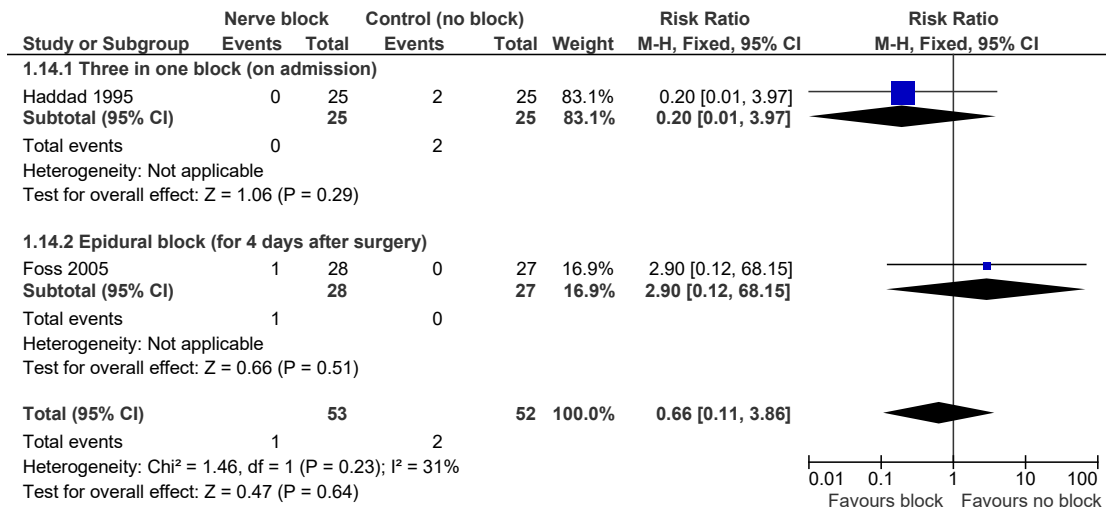 Nerve block Control (no block) Risk Ratio Risk Ratio
Study or Subgroup Events Total Events Total Weight M-H, Fixed, 95% CI M-H, Fixed, 95% CI
1.14.1 Three in one block (on admission)
Haddad 1995 0 25 2 25 83.1% 0.20 [0.01, 3.97]
Subtotal (95% CI) 25 25 83.1% 0.20 [0.01, 3.97]
Total events 0 2
Heterogeneity: Not applicable
Test for overall effect: Z = 1.06 (P = 0.29)
1.14.2 Epidural block (for 4 days after surgery)
Foss 2005 1 28 0 27 16.9% 2.90 [0.12, 68.15]
Subtotal (95% CI) 28 27 16.9% 2.90 [0.12, 68.15]
Total events 1 0
Heterogeneity: Not applicable
Test for overall effect: Z = 0.66 (P = 0.51)
Total (95% CI) 53 52 100.0% 0.66 [0.11, 3.86]
Total events 1 2
Heterogeneity: Chi² = 1.46, df = 1 (P = 0.23); I² = 31%
Test for overall effect: Z = 0.47 (P = 0.64)
0.01 0.1 1 10 100
Favours block Favours no block